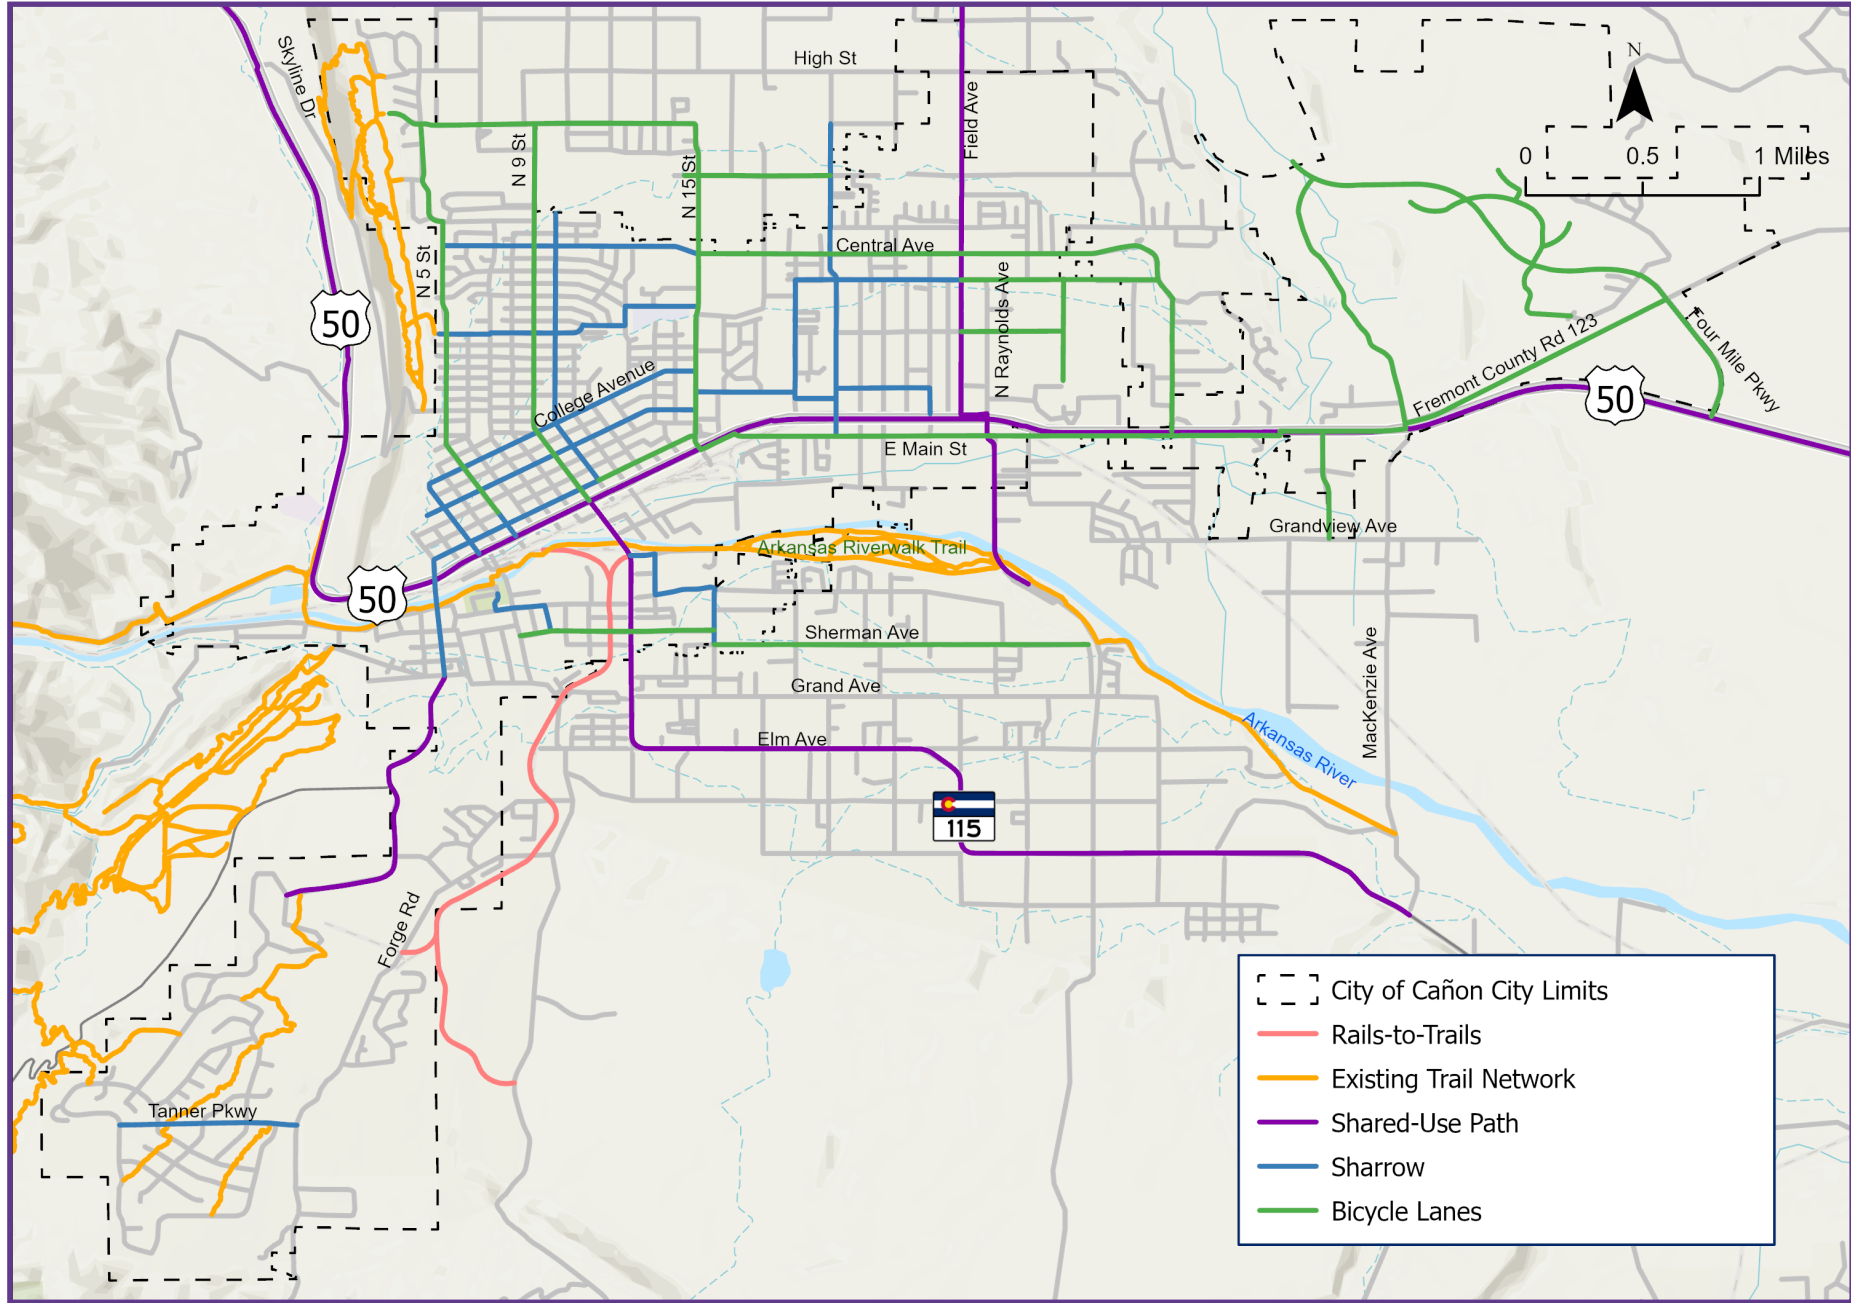 High St
Skyline Dr
N
Field Ave
0 0.5 1 Miles
N 9 St
N 15 St
Central Ave
N 5 St
N Raynolds Ave
50
Four Mile Pkwy
Fremont County Rd 123
College Avenue
50
E Main St
Grandview Ave
Arkansas Riverwalk Trail
50
Sherman Ave
MacKenzie Ave
Grand Ave
Elm Ave
Arkansas River
115
Forge Rd
Tanner Pkwy
City of Cañon City Limits
Rails-to-Trails
Existing Trail Network
Shared-Use Path
Sharrow
Bicycle Lanes